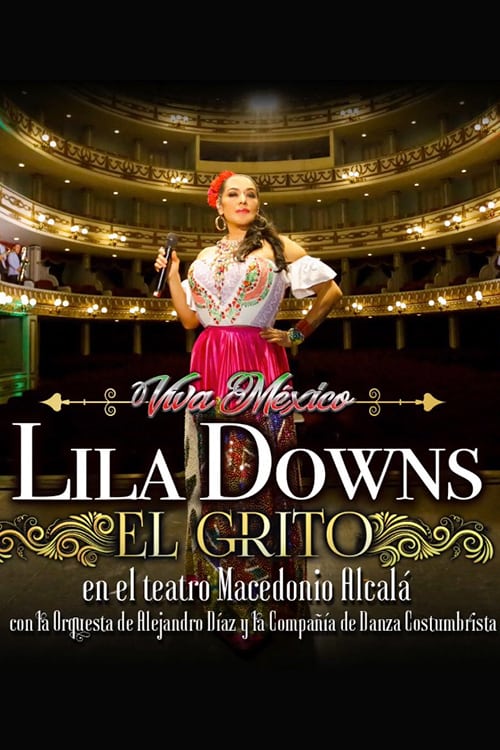 Viva México
LILA DOWNS
EL GRITO
en el teatro Macedonio Alcalá
con la Orquesta de Alejandro Díaz y la Compañía de Danza Costumbrista